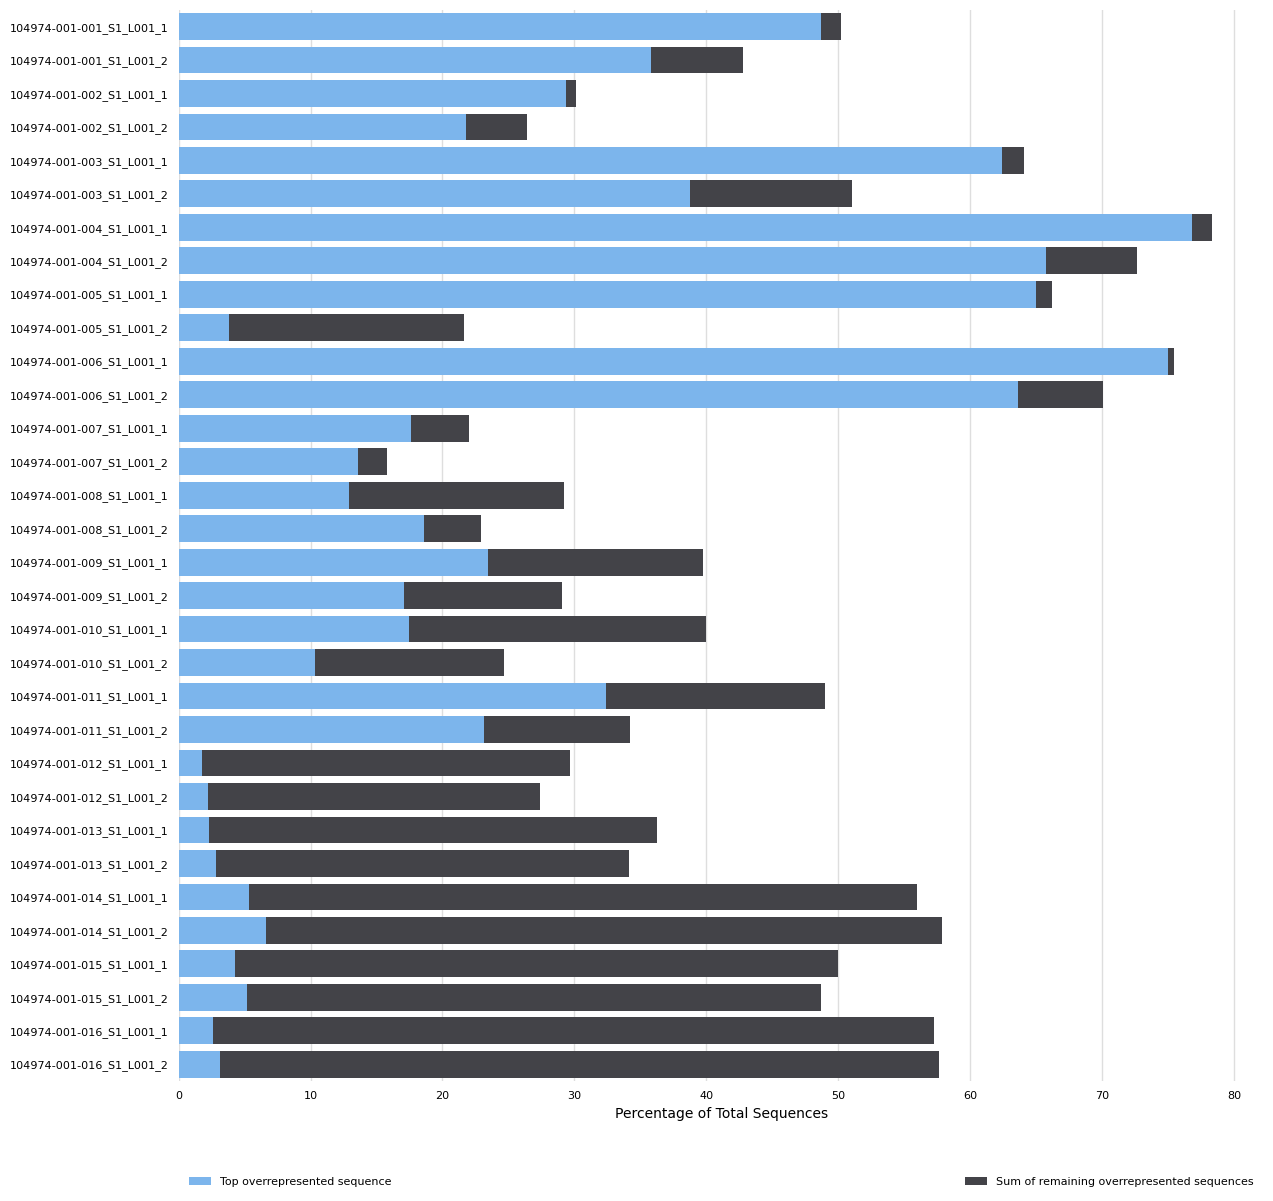 104974-001-001_S1_L001_1
104974-001-001_S1_L001_2
104974-001-002_S1_L001_1
104974-001-002_S1_L001_2
104974-001-003_S1_L001_1
104974-001-003_S1_L001_2
104974-001-004_S1_L001_1
104974-001-004_S1_L001_2
104974-001-005_S1_L001_1
104974-001-005_S1_L001_2
104974-001-006_S1_L001_1
104974-001-006_S1_L001_2
104974-001-007_S1_L001_1
104974-001-007_S1_L001_2
104974-001-008_S1_L001_1
104974-001-008_S1_L001_2
104974-001-009_S1_L001_1
104974-001-009_S1_L001_2
104974-001-010_S1_L001_1
104974-001-010_S1_L001_2
104974-001-011_S1_L001_1
104974-001-011_S1_L001_2
104974-001-012_S1_L001_1
104974-001-012_S1_L001_2
104974-001-013_S1_L001_1
104974-001-013_S1_L001_2
104974-001-014_S1_L001_1
104974-001-014_S1_L001_2
104974-001-015_S1_L001_1
104974-001-015_S1_L001_2
104974-001-016_S1_L001_1
104974-001-016_S1_L001_2
0 10 20 30 40 50 60 70 80
Percentage of Total Sequences
Top overrepresented sequence
Sum of remaining overrepresented sequences